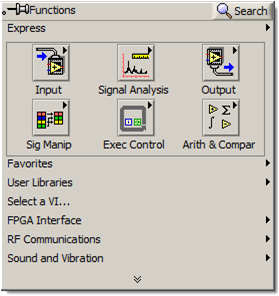 Functions Search
Express
Input Signal Analysis Output
Sig Manip Exec Control Arith & Compar
Favorites
User Libraries
Select a VI...
FPGA Interface
RF Communications
Sound and Vibration